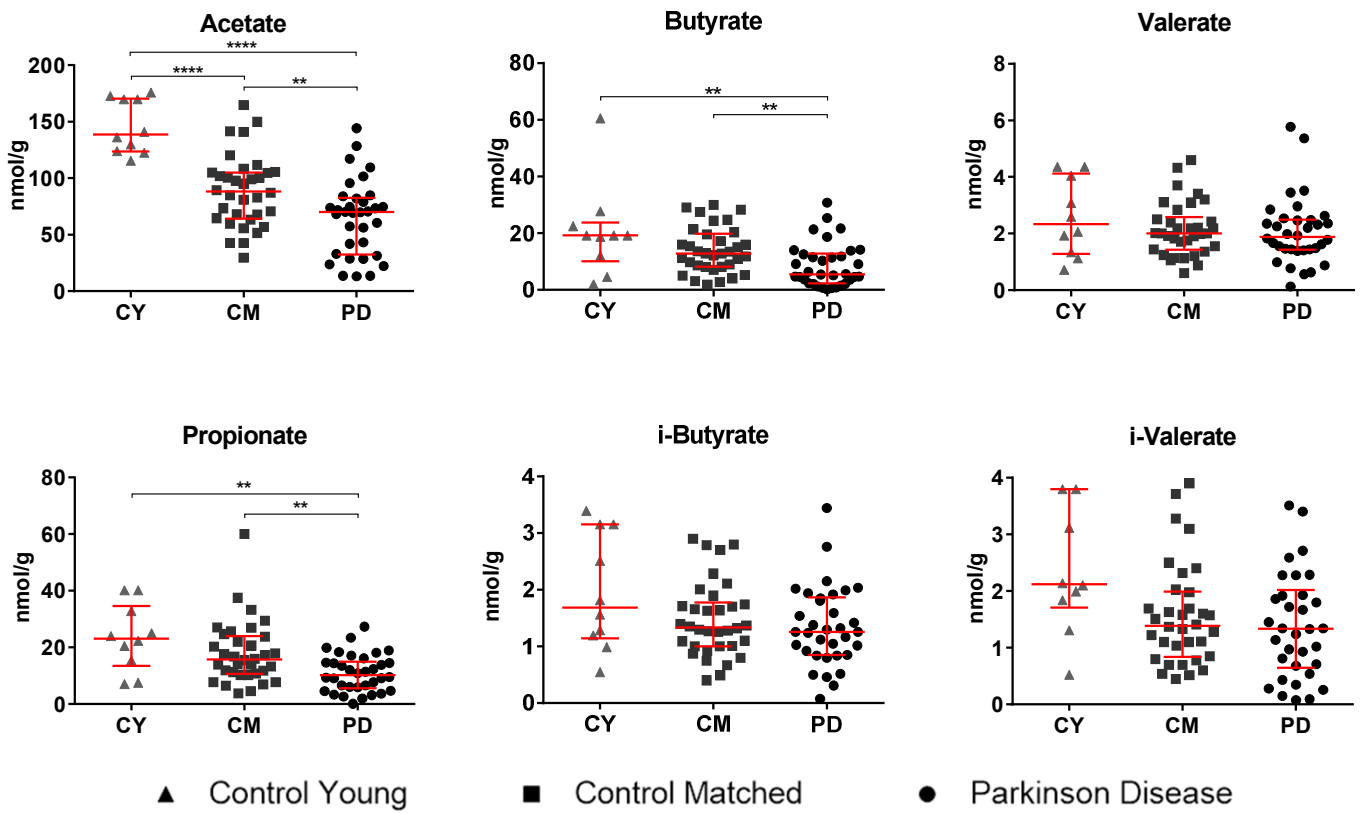 Acetate
****
****
**
200
150
100
50
0
nmol/g
CY CM PD
Butyrate
**
**
80
60
40
20
0
nmol/g
CY CM PD
Valerate
8
6
4
2
0
nmol/g
CY CM PD
Propionate
**
**
80
60
40
20
0
nmol/g
CY CM PD
i-Butyrate
4
3
2
1
0
nmol/g
CY CM PD
i-Valerate
4
3
2
1
0
nmol/g
CY CM PD
Control Young Control Matched Parkinson Disease